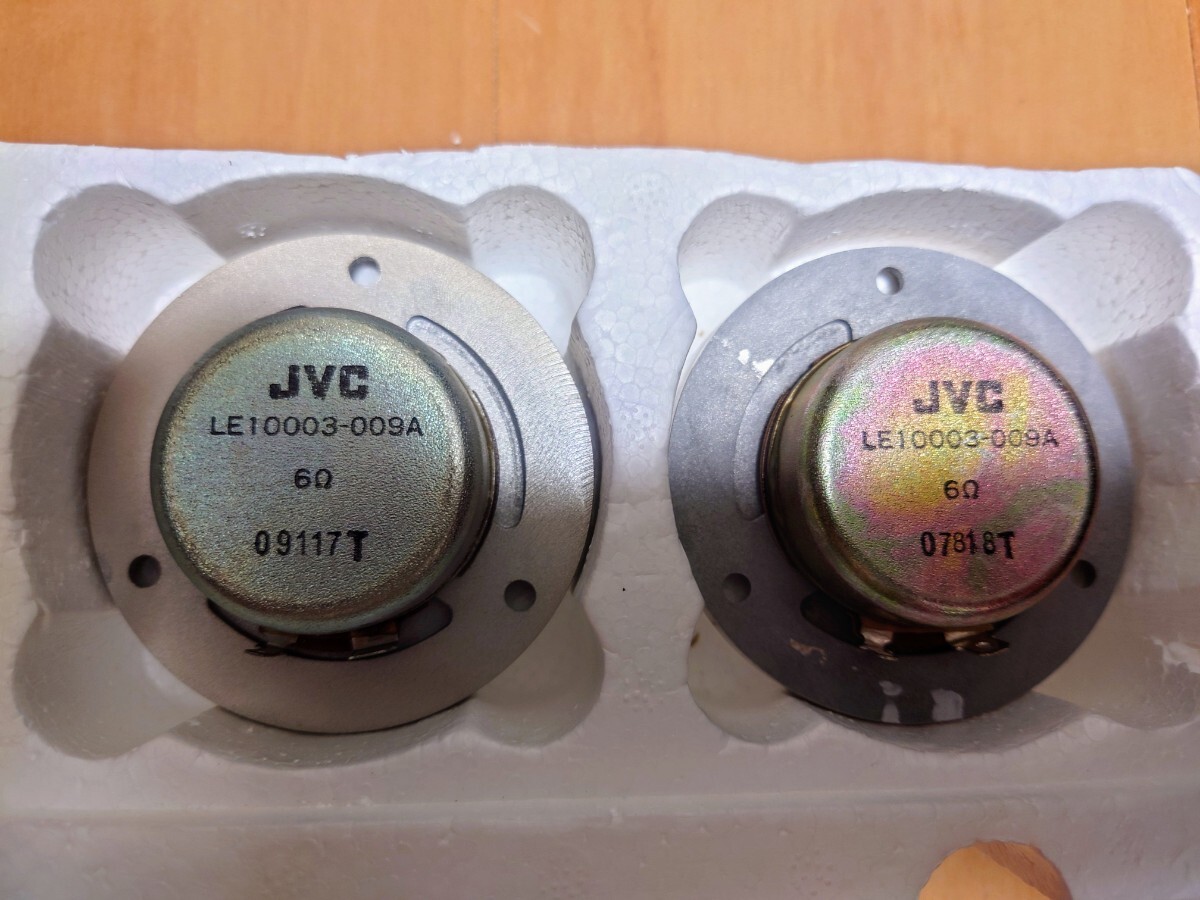 JVC
LE10003-009A
6Ω
09117T
JVC
LE10003-009A
6Ω
07818T